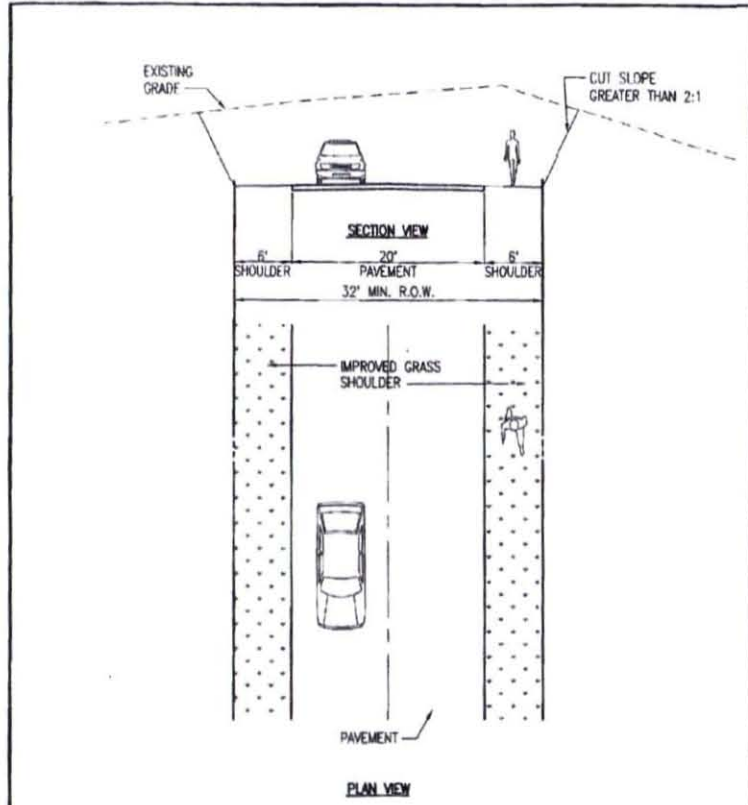 EXISTING
GRADE
CUT SLOPE
GREATER THAN 2:1
SECTION VIEW
6'
SHOULDER
20'
PAVEMENT
6'
SHOULDER
32' MIN. R.O.W.
IMPROVED GRASS
SHOULDER
PAVEMENT
PLAN VIEW